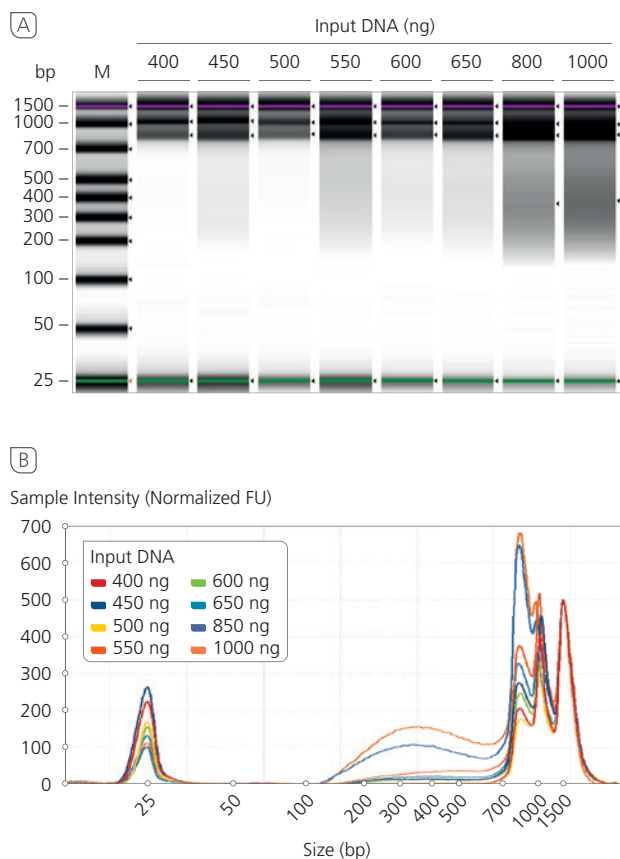 A
Input DNA (ng)
bp M 400 450 500 550 600 650 800 1000
1500
1000
700
500
400
300
200
100
50
25
B
Sample Intensity (Normalized FU)
700
600
500
400
300
200
100
0
Input DNA
400 ng 600 ng
450 ng 650 ng
500 ng 850 ng
550 ng 1000 ng
25 50 100 200 300 400 500 700 1000 1500
Size (bp)